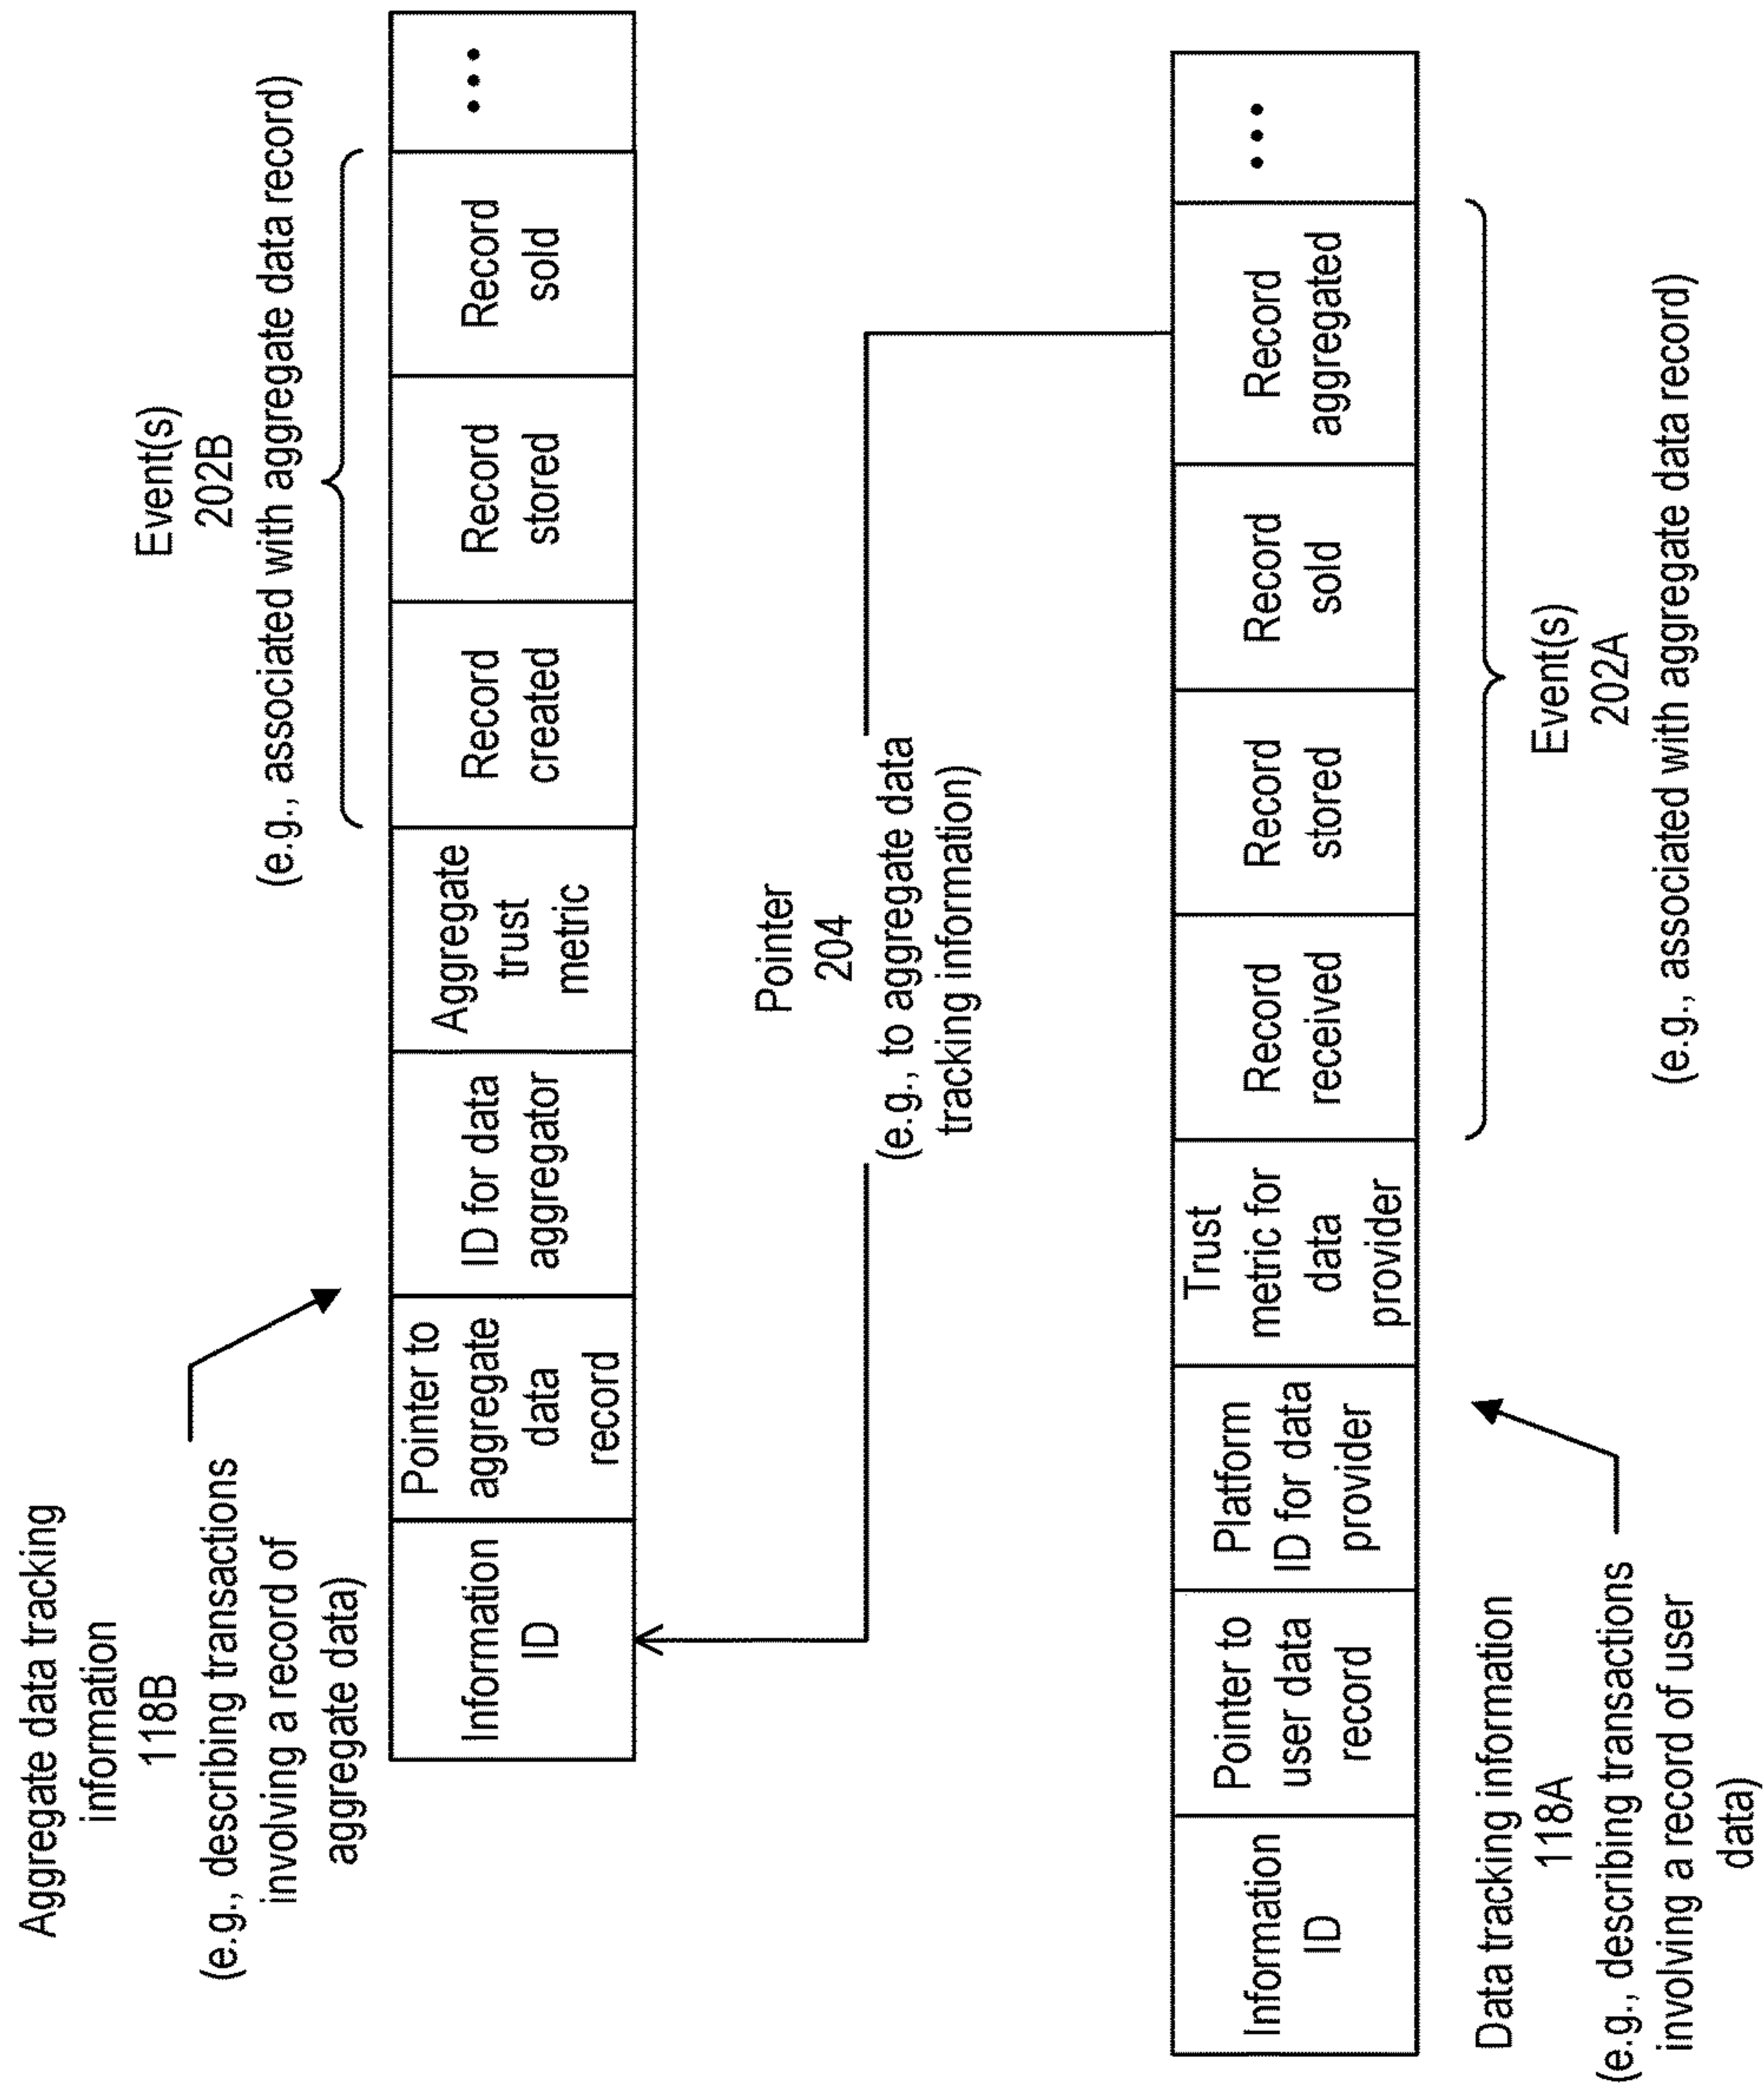 Aggregate data tracking
information
118B
(e.g., describing transactions
involving a record of
aggregate data)
Event(s)
202B
(e.g., associated with aggregate data record)
Information
ID
Pointer to
aggregate
data
record
ID for data
aggregator
Aggregate
trust
metric
Record
created
Record
stored
Record
sold
...
Pointer
204
(e.g., to aggregate data
tracking information)
Information
ID
Pointer to
user data
record
Platform
ID for data
provider
Trust
metric for
data
provider
Record
received
Record
stored
Record
sold
Record
aggregated
...
Data tracking information
118A
(e.g., describing transactions
involving a record of user
data)
Event(s)
202A
(e.g., associated with aggregate data record)